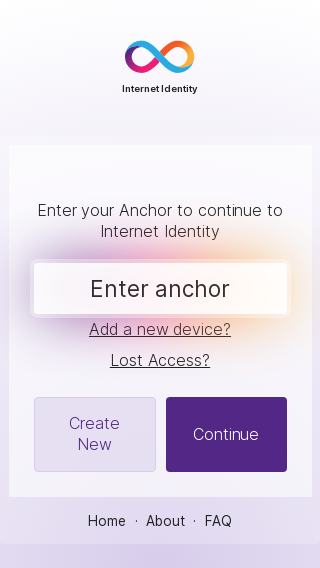 Internet Identity
Enter your Anchor to continue to
Internet Identity
Enter anchor
Add a new device?
Lost Access?
Create
New
Continue
Home · About · FAQ